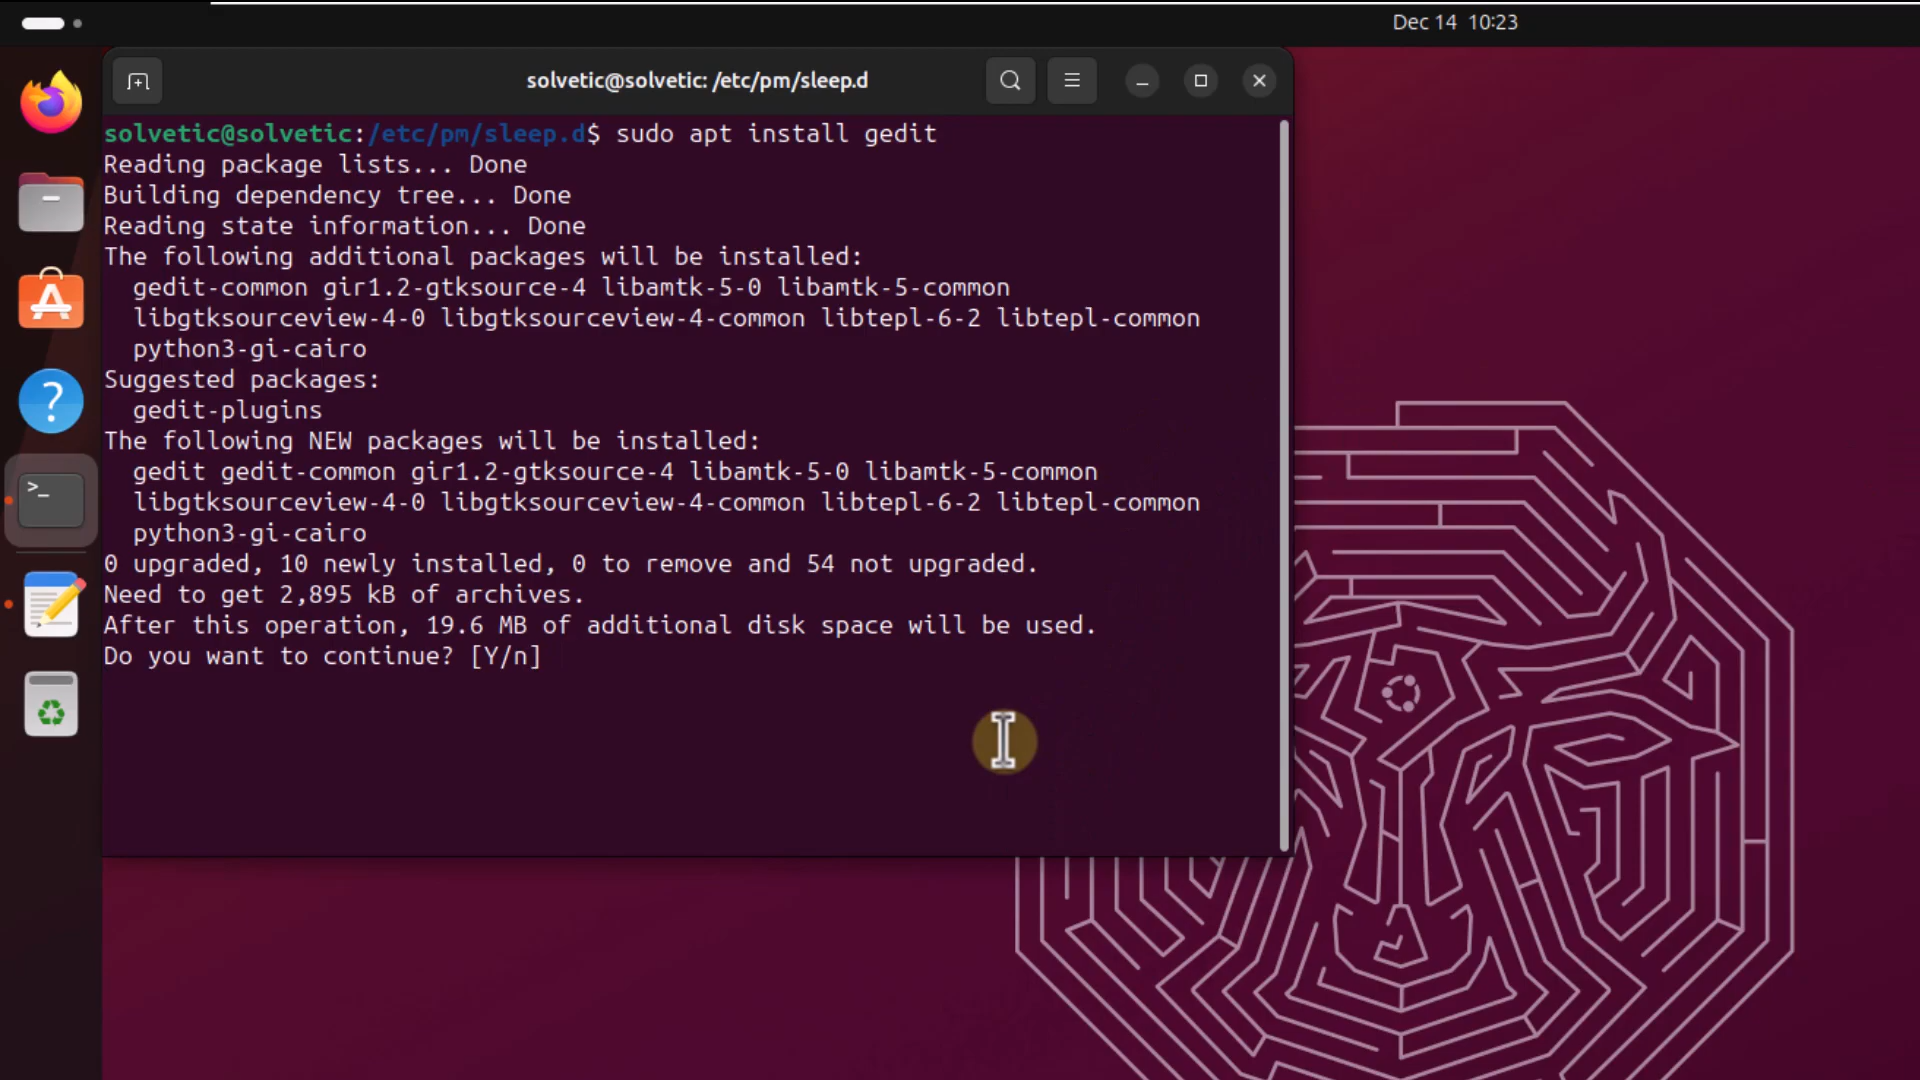 Dec 14 10:23
solvetic@solvetic: /etc/pm/sleep.d
solvetic@solvetic:/etc/pm/sleep.d$ sudo apt install gedit
Reading package lists... Done
Building dependency tree... Done
Reading state information... Done
The following additional packages will be installed:
gedit-common gir1.2-gtksource-4 libamtk-5-0 libamtk-5-common
libgtksourceview-4-0 libgtksourceview-4-common libtepl-6-2 libtepl-common
python3-gi-cairo
Suggested packages:
gedit-plugins
The following NEW packages will be installed:
gedit gedit-common gir1.2-gtksource-4 libamtk-5-0 libamtk-5-common
libgtksourceview-4-0 libgtksourceview-4-common libtepl-6-2 libtepl-common
python3-gi-cairo
0 upgraded, 10 newly installed, 0 to remove and 54 not upgraded.
Need to get 2,895 kB of archives.
After this operation, 19.6 MB of additional disk space will be used.
Do you want to continue? [Y/n]